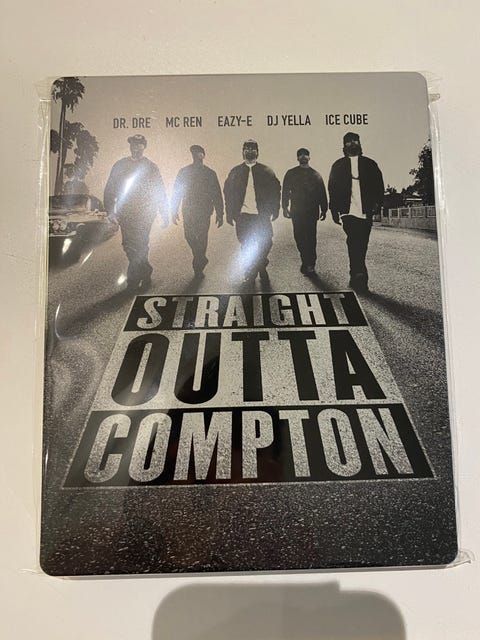 DR. DRE MC REN EAZY-E DJ YELLA ICE CUBE
STRAIGHT
OUTTA
COMPTON